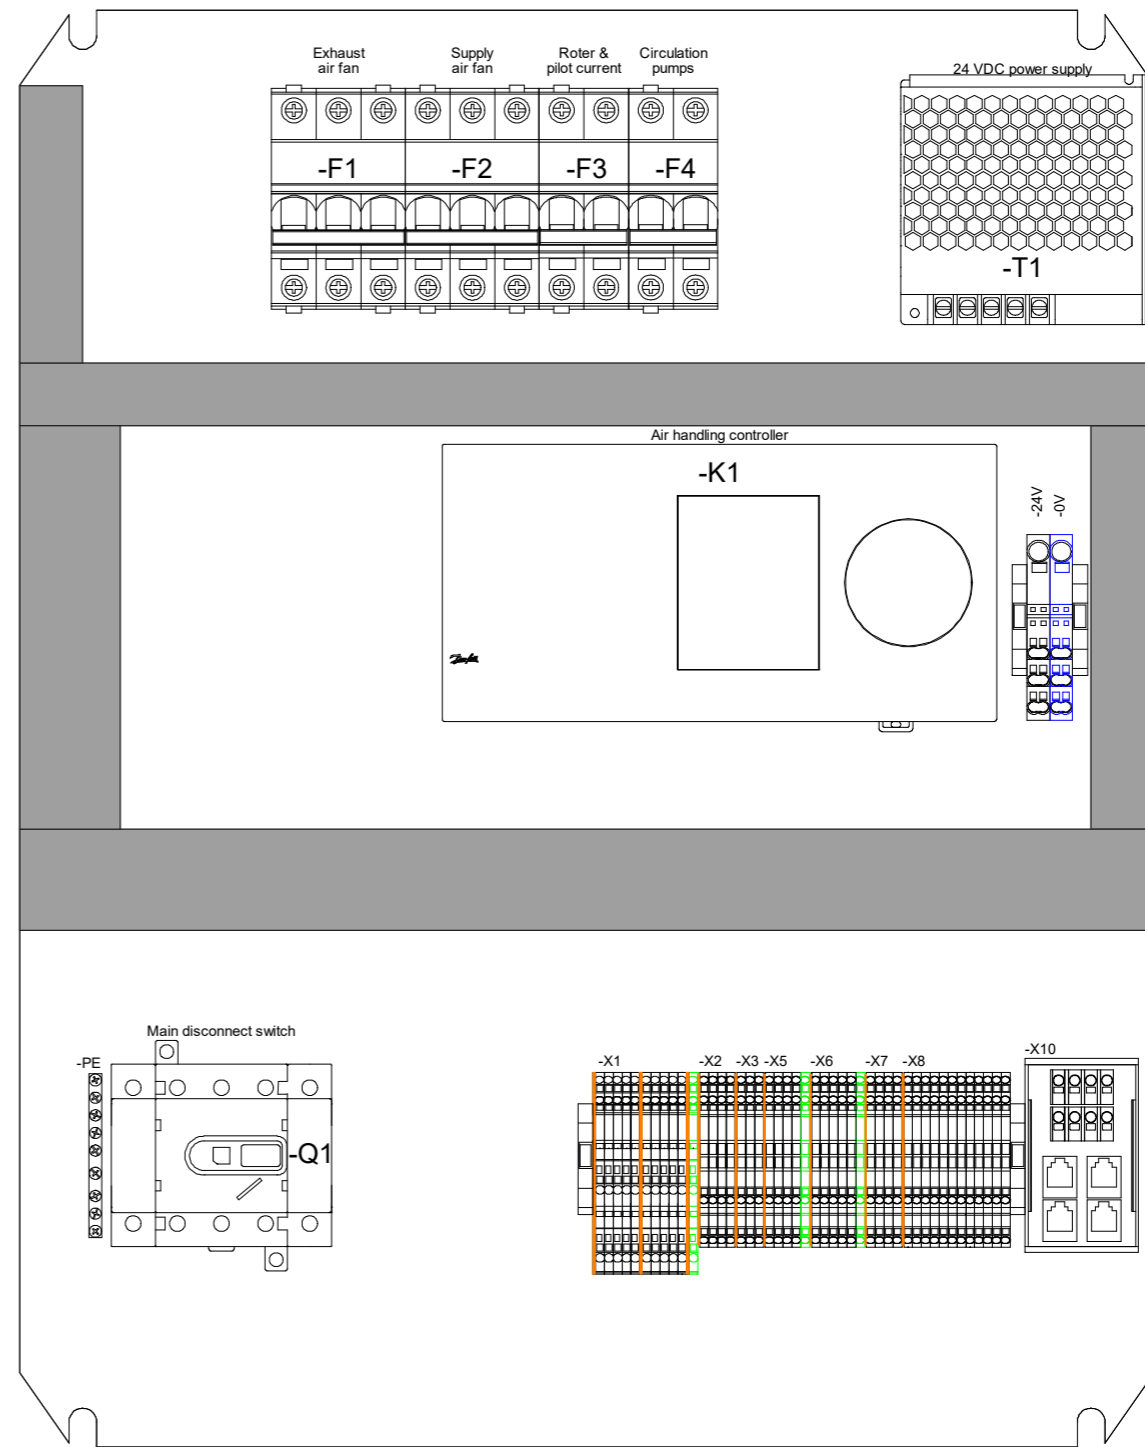 Exhaust
air fan
Supply
air fan
Roter &
pilot current
Circulation
pumps
24 VDC power supply
-F1
-F2
-F3
-F4
-T1
Air handling controller
-K1
-24V
-0V
Danfoss
Main disconnect switch
-PE
-Q1
-X1
-X2
-X3
-X5
-X6
-X7
-X8
-X10